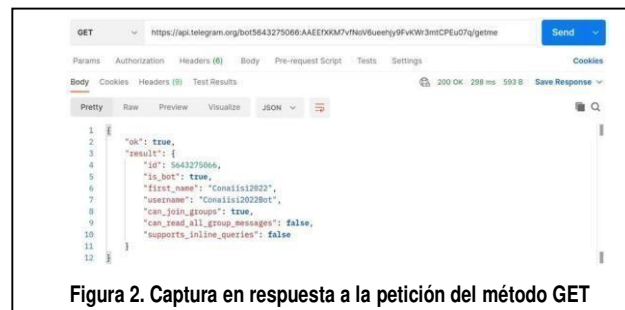 GET Send
Params Authorization Headers (6) Body Pre-request Script Tests Settings Cookies
Body Cookies Headers (9) Test Results 200 OK 298 ms 593 B Save Response
Pretty Raw Preview Visualize JSON
1 {
2 "ok": true,
3 "result": {
4 "id": 5643275066,
5 "is_bot": true,
6 "first_name": "Conaiisi2022",
7 "username": "Conaiisi2022Bot",
8 "can_join_groups": true,
9 "can_read_all_group_messages": false,
10 "supports_inline_queries": false
11 }
12 }
Figura 2. Captura en respuesta a la petición del método GET